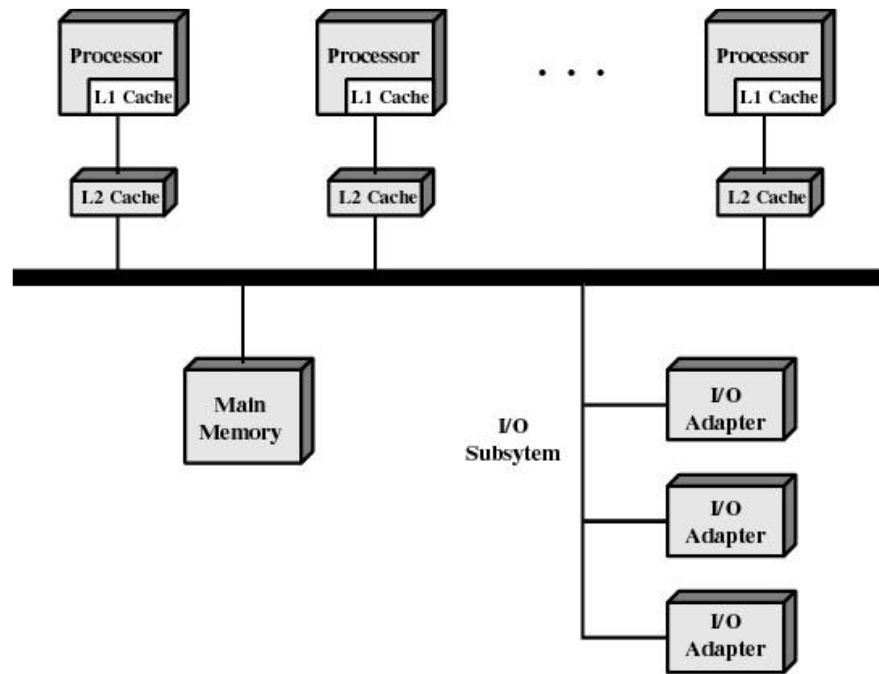 Processor
L1 Cache
Processor
L1 Cache
. . .
Processor
L1 Cache
L2 Cache
L2 Cache
L2 Cache
Main
Memory
I/O
Subsytem
I/O
Adapter
I/O
Adapter
I/O
Adapter